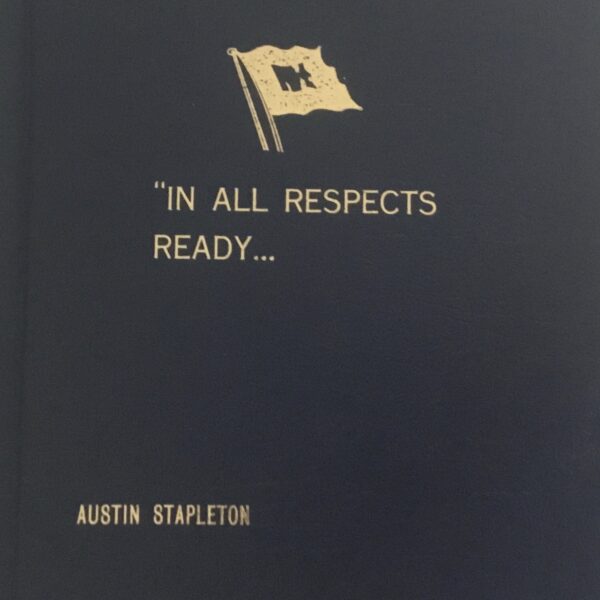 “IN ALL RESPECTS
READY...
AUSTIN STAPLETON